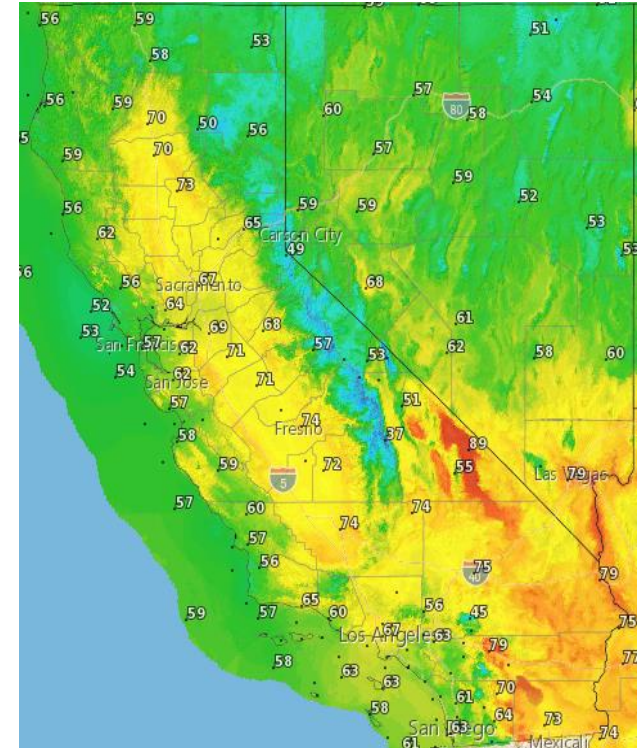 56 59 53 51
58
57 54
56 59 70 50 56 60 80 58
59 70 57
73 59 52
56 65 59 59 53
62 Carson City 49 53
56 56 67 68
Sacramento
52 64 61
53 57 69 68 57 53 62 58 60
San Francis 62 71
54 62 71 51
San Jose
57 74
58 Fresno 37 89
59 72 55 Las Vegas 79
5
57 60 74 74
57
56 75 79
40
59 57 65 60 56 45 75
67 63
Los Angeles 79 77
58 63 63 70
61
58 64 73
63 San Diego 74
61 Mexicali